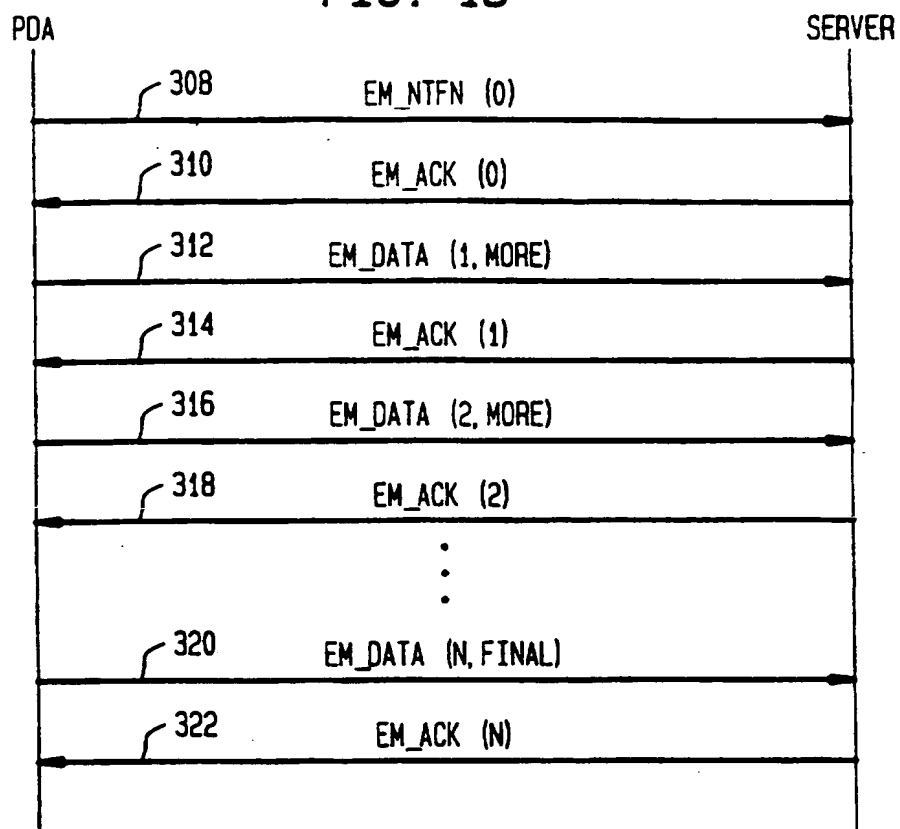 PDA
SERVER
308
EM_NTFN (0)
310
EM_ACK (0)
312
EM_DATA (1, MORE)
314
EM_ACK (1)
316
EM_DATA (2, MORE)
318
EM_ACK (2)
320
EM_DATA (N, FINAL)
322
EM_ACK (N)